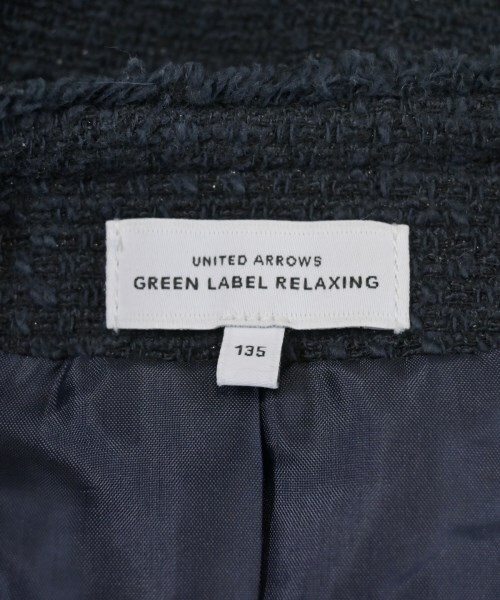 UNITED ARROWS
GREEN LABEL RELAXING
135